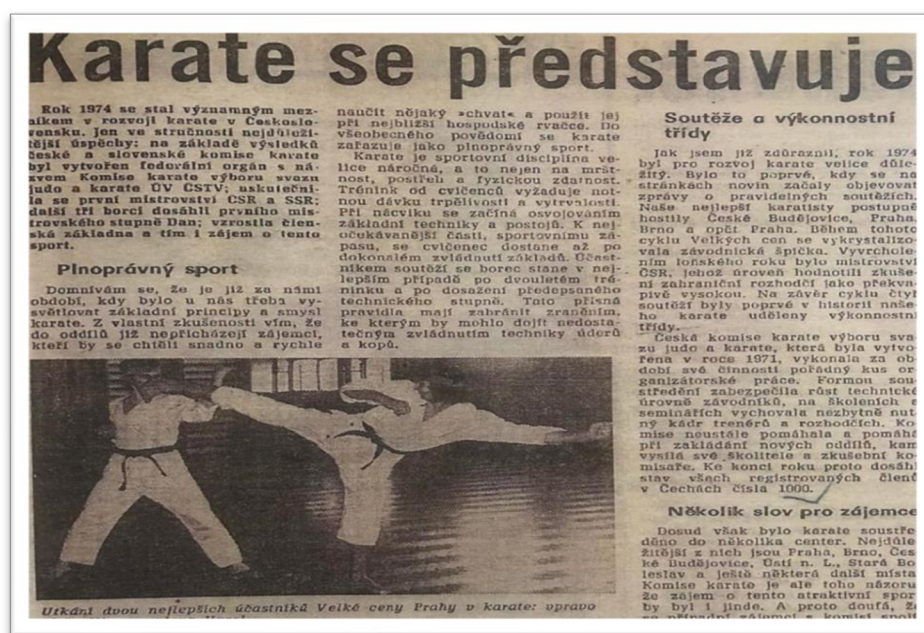 Karate se představuje
Rok 1974 se stal významným mez-
níkem v rozvoji karate v Českoslo-
vensku. Jen ve stručnosti nejdůleži-
tější úspěchy: na základě výsledků
české a slovenské komise karate
byl vytvořen federální orgán s ná-
zvem Komise karate výboru svazu
judo a karate ÚV ČSTV; uskutečni-
la se první mistrovství ČSR a SSR;
další tři borci dosáhli prvního mis-
trovského stupně Dan; vzrostla člen-
ská základna a tím i zájem o tento
sport.
Plnoprávný sport
Domnívám se, že je již za námi
období, kdy bylo u nás třeba vy-
světlovat základní principy a smysl
karate. Z vlastní zkušenosti vím, že
do oddílů již nepřicházejí zájemci,
kteří by se chtěli snadno a rychle
naučit nějaký »chvat« a použít jej
při nejbližší hospodské rvačce. Do
všeobecného povědomí se karate
zařazuje jako plnoprávný sport.
Karate je sportovní disciplína ve-
lice náročná, a to nejen na mršt-
nost, postřeh a fyzickou zdatnost.
Trénink od cvičenců vyžaduje not-
nou dávku trpělivosti a vytrvalosti.
Při nácviku se začíná osvojováním
základní techniky a postojů. K nej-
očekávanější části, sportovnímu zá-
pasu, se cvičenec dostane až po
dokonalém zvládnutí základů. Účast-
níkem soutěží se borec stane v nej-
lepším případě po dvouletém tré-
ninku a po dosažení předepsaného
technického stupně. Tato přísná
pravidla mají zabránit zraněním,
ke kterým by mohlo dojít nedosta-
tečným zvládnutím techniky úderů
a kopů.
Utkání dvou nejlepších účastníků Velké ceny Prahy v karate: vpravo
Soutěže a výkonnostní
třídy
Jak jsem již zdůraznil, rok 1974
byl pro rozvoj karate velice důle-
žitý. Bylo to poprvé, kdy se na
stránkách novin začaly objevovat
zprávy o pravidelných soutěžích.
Naše nejlepší karatisty postupně
hostily České Budějovice, Praha,
Brno a opět Praha. Během tohoto
cyklu Velkých cen se vykrystalizo-
vala závodnická špička. Vyvrchole-
ním loňského roku bylo mistrovství
ČSR, jehož úroveň hodnotili zkuše-
ní zahraniční rozhodčí jako překva-
pivě vysokou. Na závěr cyklu čtyř
soutěží byly poprvé v historii naše-
ho karate uděleny výkonnostní
třídy.
Česká komise karate výboru sva-
zu judo a karate, která byla vytvo-
řena v roce 1971, vykonala za ob-
dobí své činnosti pořádný kus or-
ganizátorské práce. Formou sou-
středění zabezpečila růst technické
úrovně závodníků, na školeních a
seminářích vychovala nezbytně nut-
ný kádr trenérů a rozhodčích. Ko-
mise neustále pomáhala a pomáhá
při zakládání nových oddílů, kam
vysílá své školitele a zkušební ko-
misaře. Ke konci roku proto dosáhl
stav všech registrovaných členů
v Čechách čísla 1000.
Několik slov pro zájemce
Dosud však bylo karate soustře-
děno do několika center. Nejdůle-
žitější z nich jsou Praha, Brno, Čes-
ké Budějovice, Ústí n. L., Stará Bo-
leslav a ještě některá další místa.
Komise karate je ale toho názoru,
že zájem o tento atraktivní spor
by byl i jinde. A proto doufá, že
se případní zájemci s komisí spojí